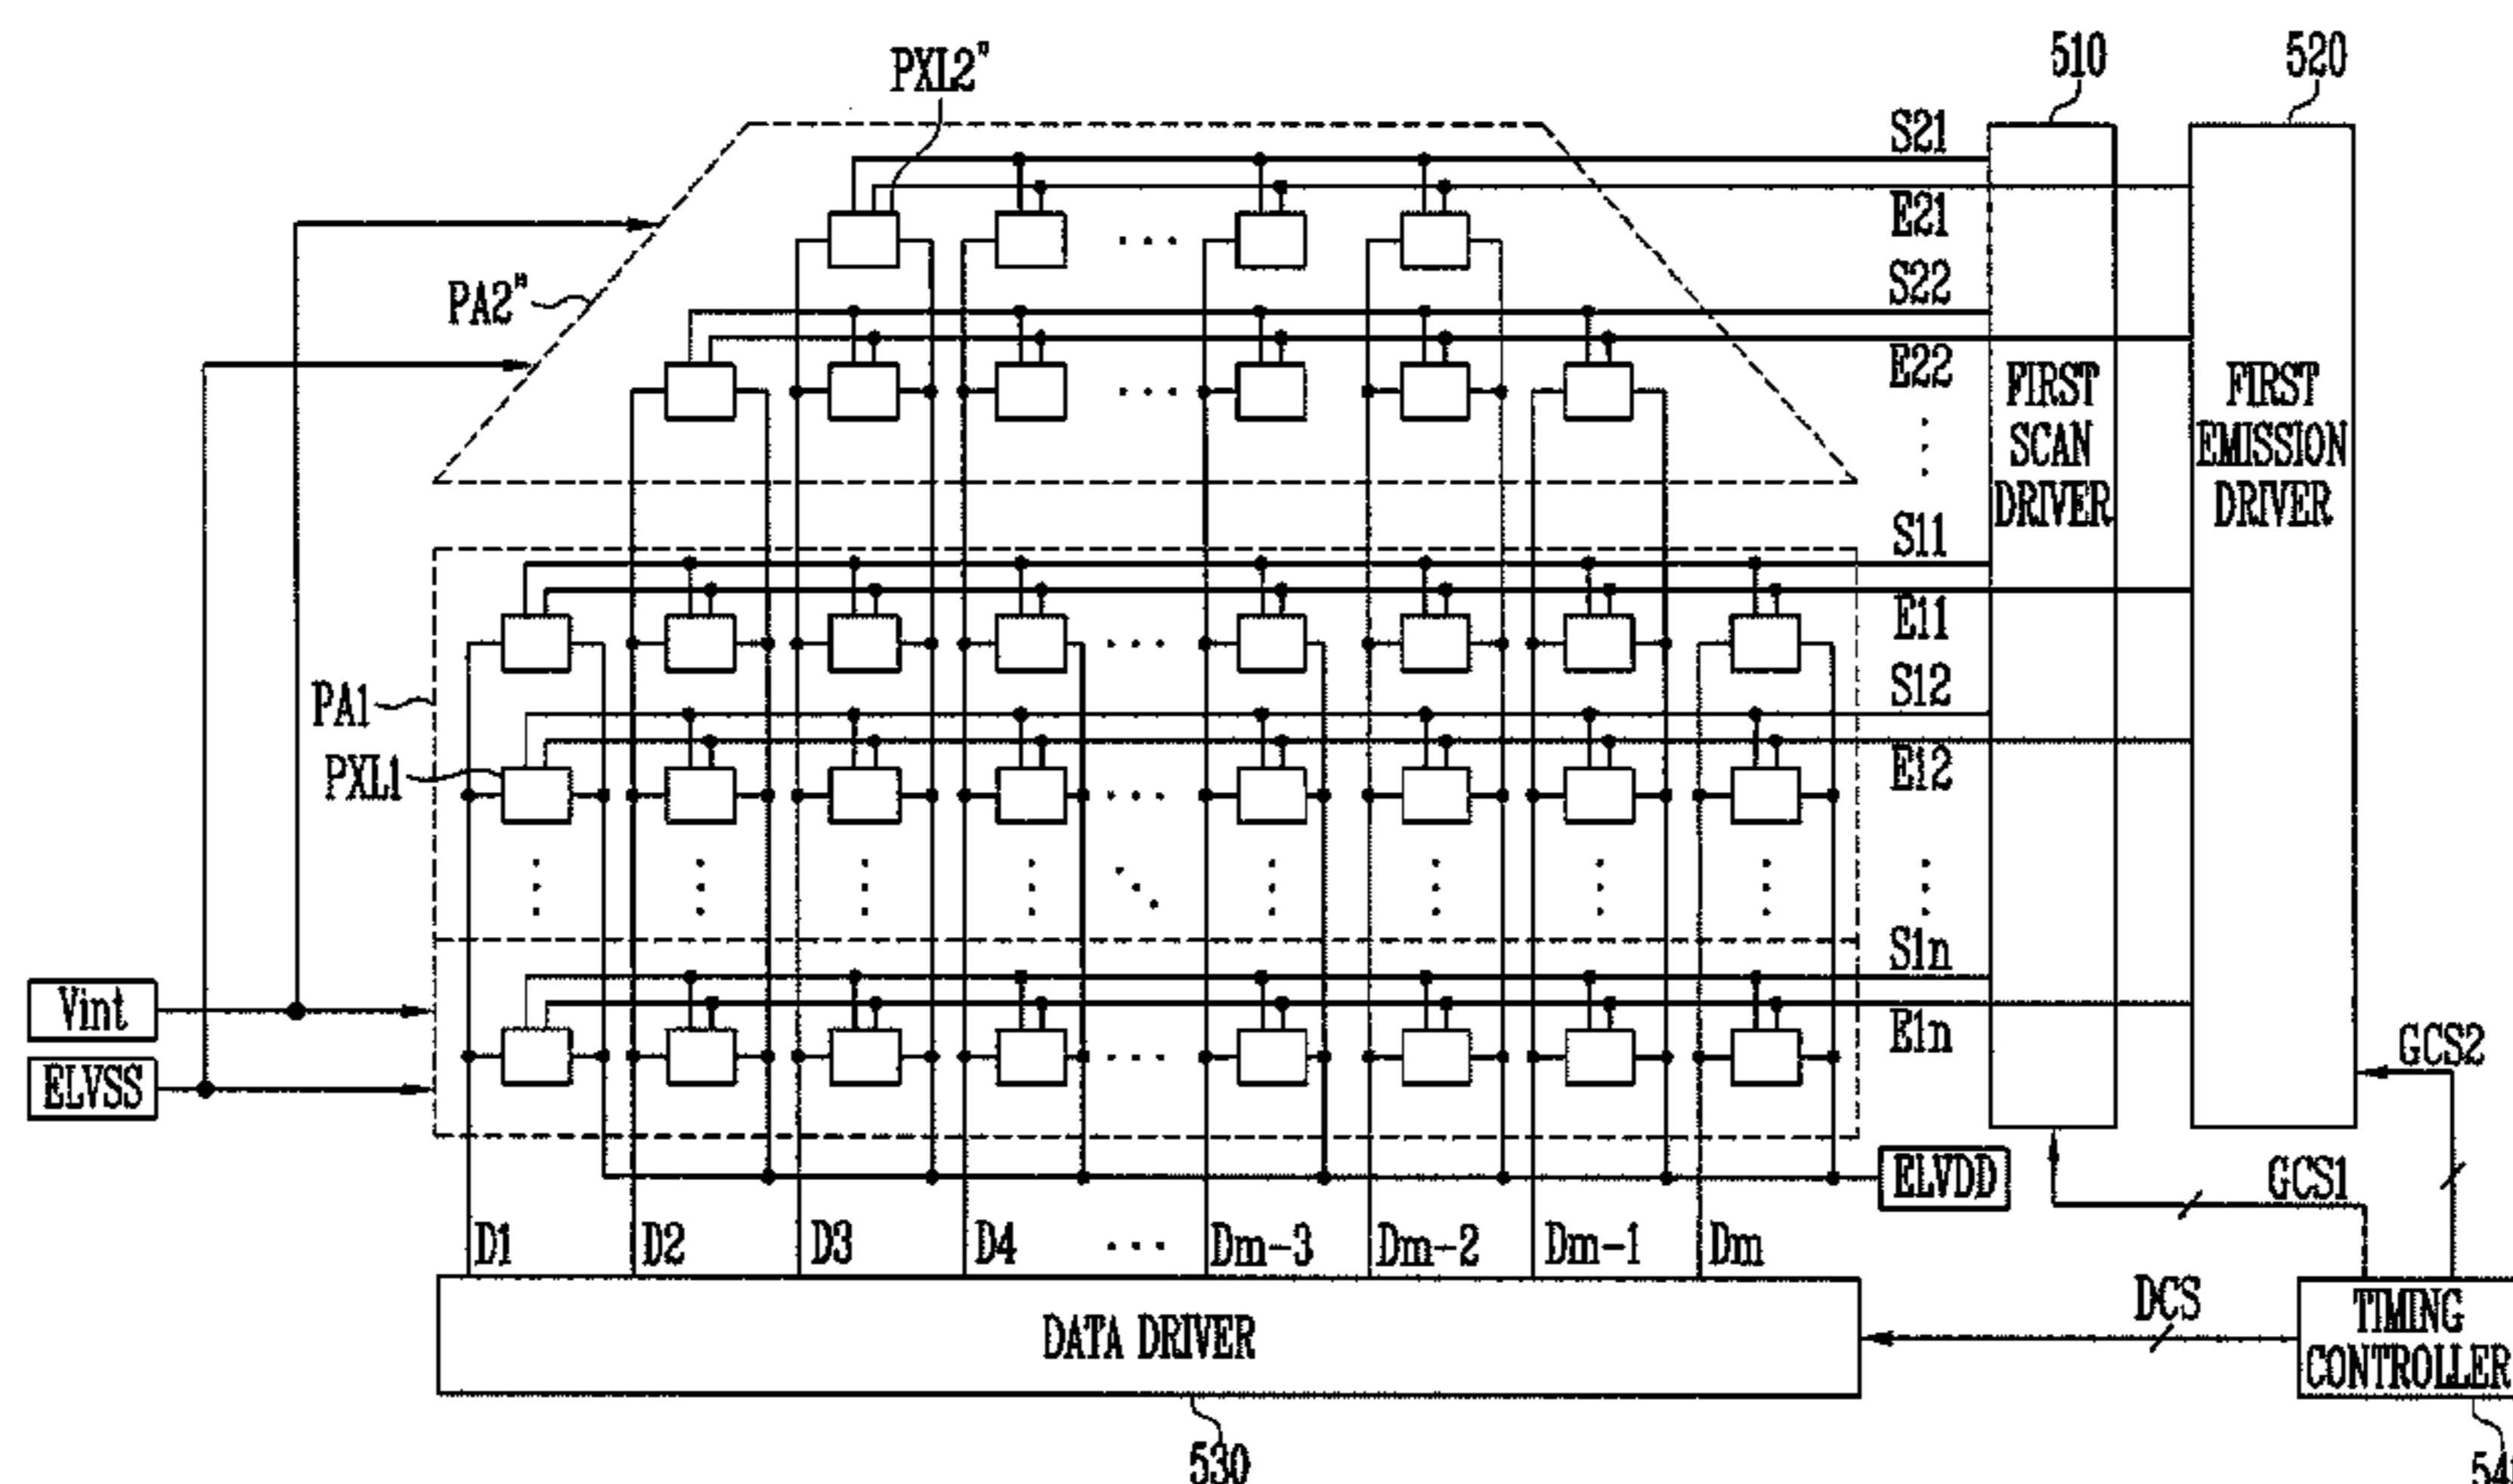 PXL2"
510
520
S21
E21
PA2"
S22
E22
FIRST
SCAN
DRIVER
FIRST
EMISSION
DRIVER
S11
E11
PA1
S12
PXL1
E12
S1n
Vint
E1n
GCS2
ELVSS
ELVDD
GCS1
D1 D2 D3 D4 ... Dm-3 Dm-2 Dm-1 Dm
DCS
DATA DRIVER
TIMING
CONTROLLER
530